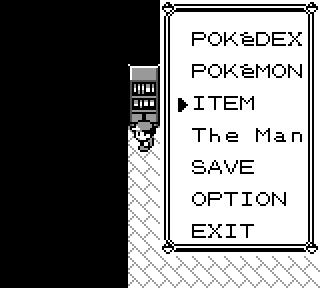 POKéDEX
POKéMON
ITEM
The Man
SAVE
OPTION
EXIT